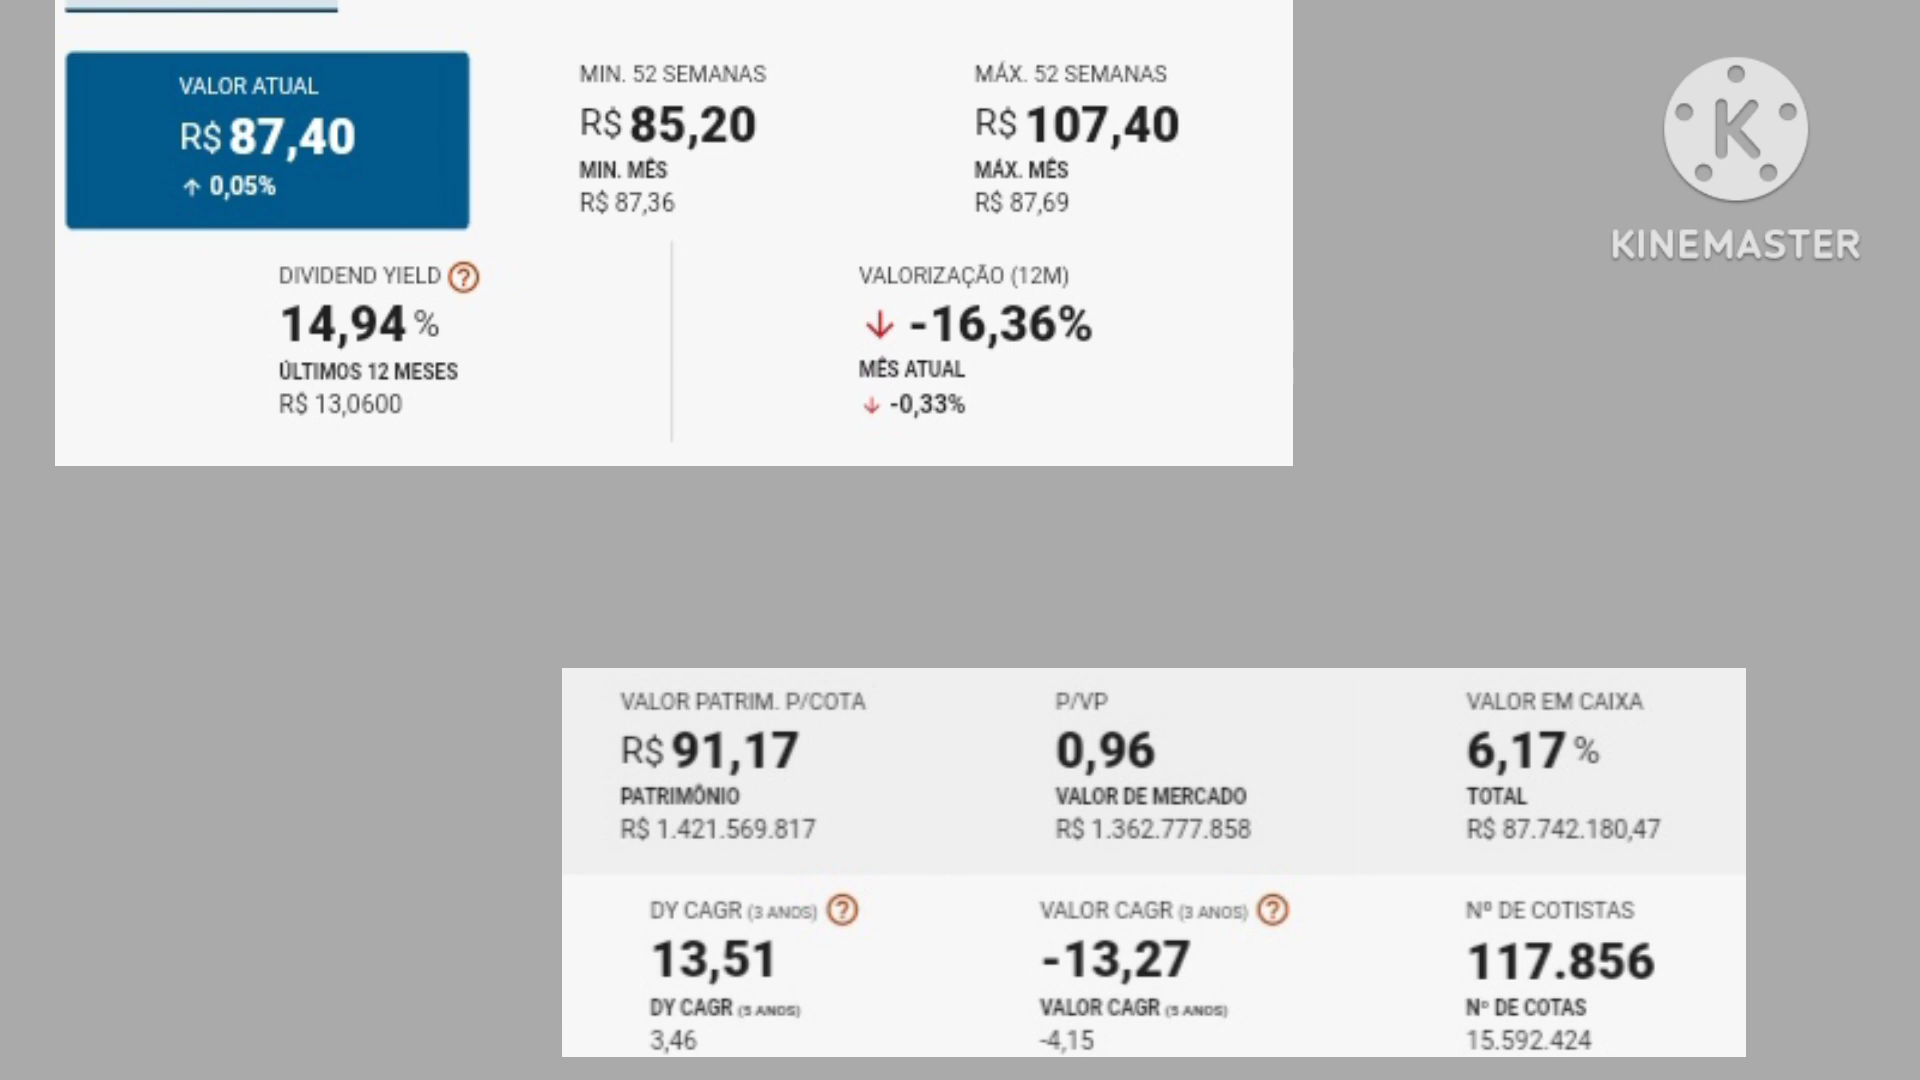 VALOR ATUAL
R$ 87,40
↑ 0,05%
MIN. 52 SEMANAS
R$ 85,20
MIN. MÊS
R$ 87,36
MÁX. 52 SEMANAS
R$ 107,40
MÁX. MÊS
R$ 87,69
DIVIDEND YIELD ?
14,94 %
ÚLTIMOS 12 MESES
R$ 13,0600
VALORIZAÇÃO (12M)
↓ -16,36%
MÊS ATUAL
↓ -0,33%
K
KINEMASTER
VALOR PATRIM. P/COTA
R$ 91,17
PATRIMÔNIO
R$ 1.421.569.817
P/VP
0,96
VALOR DE MERCADO
R$ 1.362.777.858
VALOR EM CAIXA
6,17 %
TOTAL
R$ 87.742.180,47
DY CAGR (3 ANOS) ?
13,51
DY CAGR (5 ANOS)
3,46
VALOR CAGR (3 ANOS) ?
-13,27
VALOR CAGR (5 ANOS)
-4,15
Nº DE COTISTAS
117.856
Nº DE COTAS
15.592.424